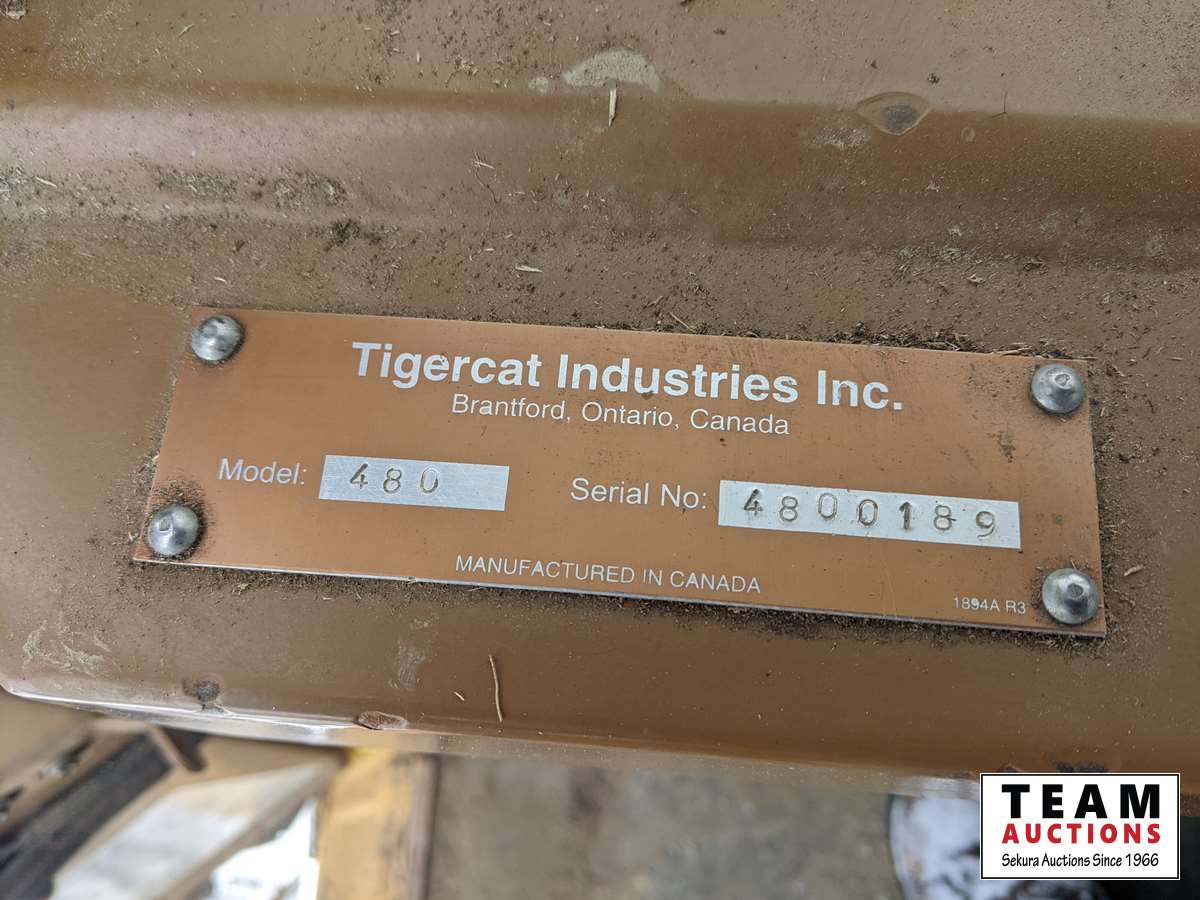 Tigercat Industries Inc.
Brantford, Ontario, Canada
Model: 480 Serial No: 4800189
MANUFACTURED IN CANADA
1894A R3
TEAM
AUCTIONS
Sekura Auctions Since 1966